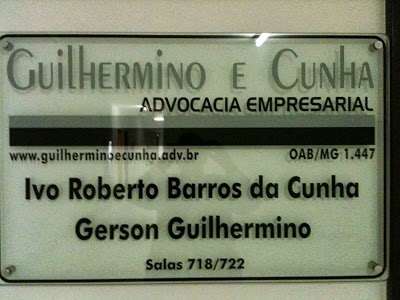 Guilhermino e Cunha
ADVOCACIA EMPRESARIAL
www.guilherminoecunha.adv.br OAB/MG 1.447
Ivo Roberto Barros da Cunha
Gerson Guilhermino
Salas 718/722